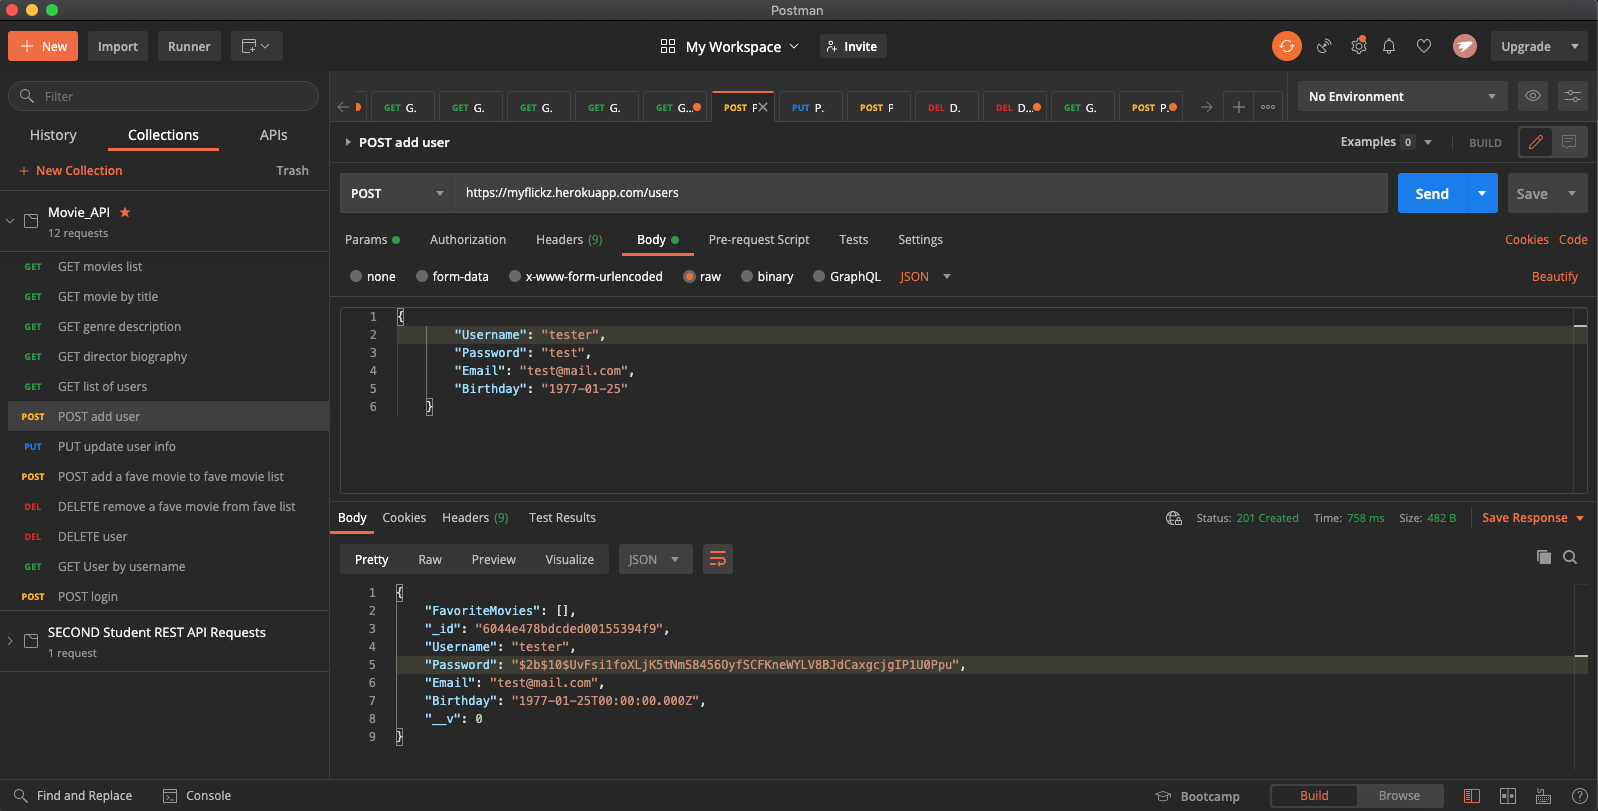 Postman
New
Import
Runner
My Workspace
Invite
Upgrade
Filter
History
Collections
APIs
New Collection
Trash
Movie_API
12 requests
GET GET movies list
GET GET movie by title
GET GET genre description
GET GET director biography
GET GET list of users
POST POST add user
PUT PUT update user info
POST POST add a fave movie to fave movie list
DEL DELETE remove a fave movie from fave list
DEL DELETE user
GET GET User by username
POST POST login
SECOND Student REST API Requests
1 request
GET G.
GET G.
GET G.
GET G.
GET G...
POST P
PUT P.
POST P
DEL D.
DEL D...
GET G.
POST P...
No Environment
POST add user
Examples 0
BUILD
POST
https://myflickz.herokuapp.com/users
Send
Save
Params
Authorization
Headers (9)
Body
Pre-request Script
Tests
Settings
Cookies Code
none
form-data
x-www-form-urlencoded
raw
binary
GraphQL
JSON
Beautify
1 {
2 "Username": "tester",
3 "Password": "test",
4 "Email": "test@mail.com",
5 "Birthday": "1977-01-25"
6 }
Body
Cookies
Headers (9)
Test Results
Status: 201 Created
Time: 758 ms
Size: 482 B
Save Response
Pretty
Raw
Preview
Visualize
JSON
1 {
2 "FavoriteMovies": [],
3 "_id": "6044e478bdcded00155394f9",
4 "Username": "tester",
5 "Password": "$2b$10$UvFsi1foXLjK5tNmS8456OyfSCFKneWYLV8BJdCaxgcjgIP1U0Ppu",
6 "Email": "test@mail.com",
7 "Birthday": "1977-01-25T00:00:00.000Z",
8 "__v": 0
9 }
Find and Replace
Console
Bootcamp
Build
Browse